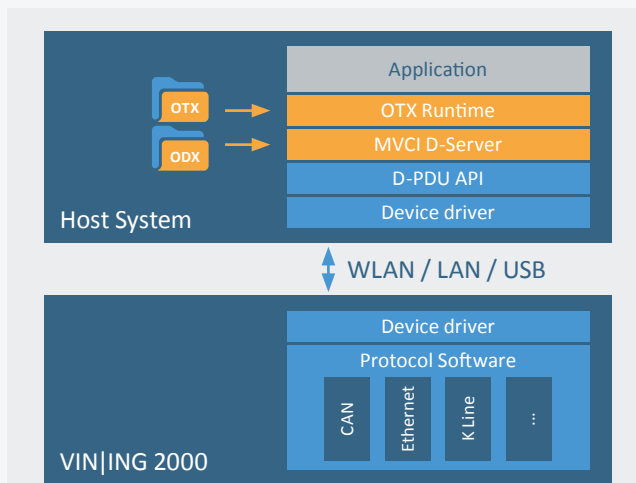 Application
OTX
OTX Runtime
ODX
MVCI D-Server
D-PDU API
Device driver
Host System
WLAN / LAN / USB
Device driver
Protocol Software
CAN
Ethernet
K Line
...
VIN|ING 2000